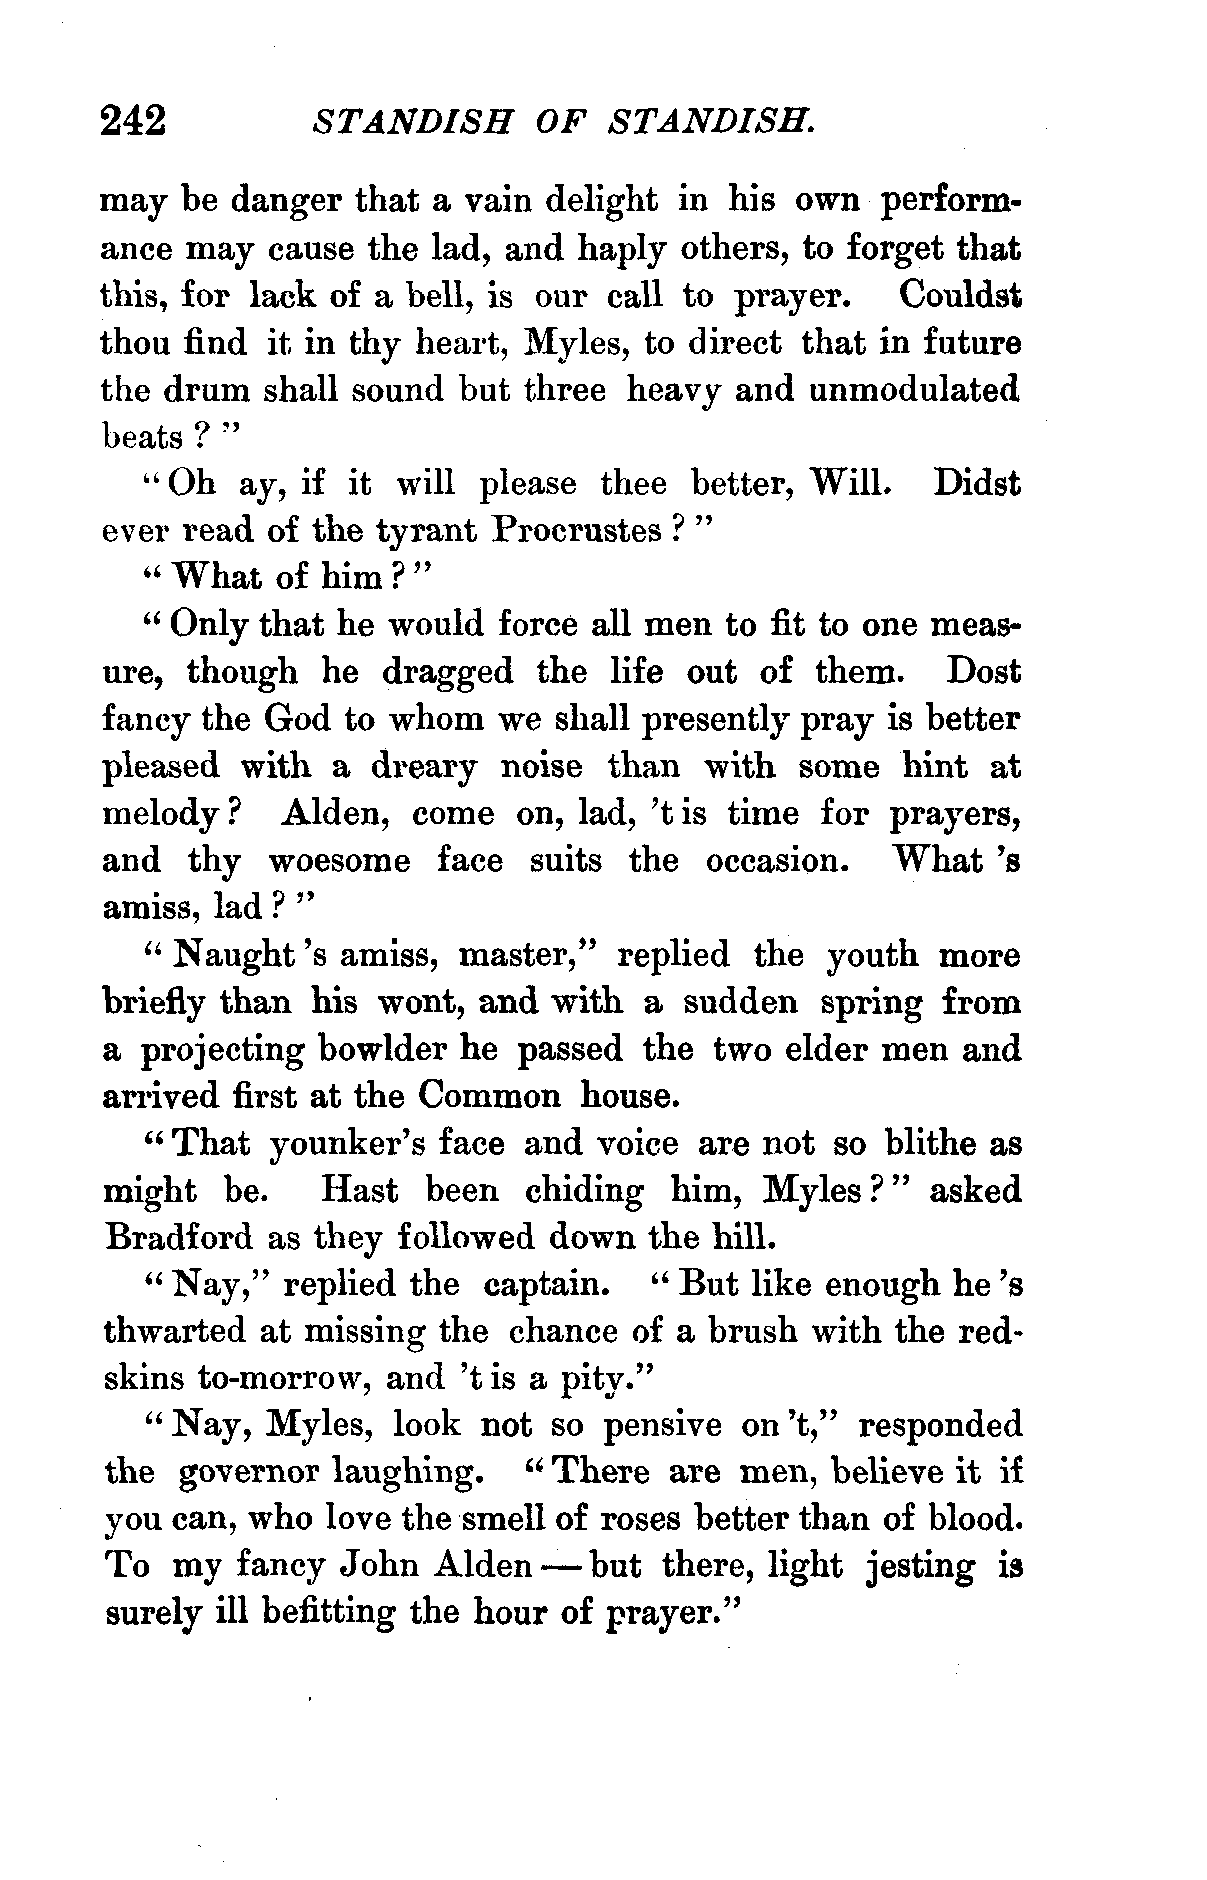 242 STANDISH OF STANDISH.
may be danger that a vain delight in his own perform-
ance may cause the lad, and haply others, to forget that
this, for lack of a bell, is our call to prayer. Couldst
thou find it in thy heart, Myles, to direct that in future
the drum shall sound but three heavy and unmodulated
beats ? "
" Oh ay, if it will please thee better, Will. Didst
ever read of the tyrant Procrustes ? "
" What of him ? "
" Only that he would force all men to fit to one meas-
ure, though he dragged the life out of them. Dost
fancy the God to whom we shall presently pray is better
pleased with a dreary noise than with some hint at
melody ? Alden, come on, lad, 't is time for prayers,
and thy woesome face suits the occasion. What 's
amiss, lad ? "
" Naught 's amiss, master," replied the youth more
briefly than his wont, and with a sudden spring from
a projecting bowlder he passed the two elder men and
arrived first at the Common house.
" That younker's face and voice are not so blithe as
might be. Hast been chiding him, Myles ? " asked
Bradford as they followed down the hill.
" Nay," replied the captain. " But like enough he 's
thwarted at missing the chance of a brush with the red-
skins to-morrow, and 't is a pity."
" Nay, Myles, look not so pensive on 't," responded
the governor laughing. " There are men, believe it if
you can, who love the smell of roses better than of blood.
To my fancy John Alden — but there, light jesting is
surely ill befitting the hour of prayer."